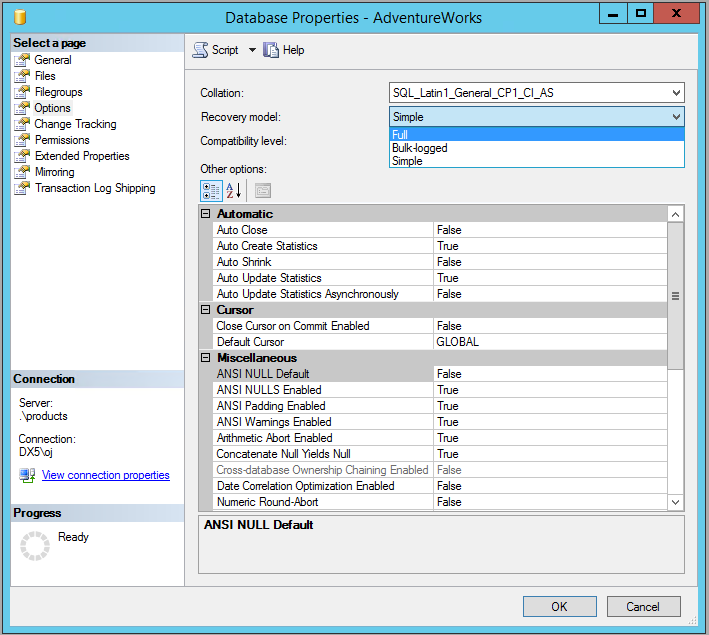 Database Properties - AdventureWorks
Select a page
General
Files
Filegroups
Options
Change Tracking
Permissions
Extended Properties
Mirroring
Transaction Log Shipping
Connection
Server:
.\products
Connection:
DX5\oj
View connection properties
Progress
Ready
Script Help
Collation: SQL_Latin1_General_CP1_CI_AS
Recovery model: Simple
Full
Compatibility level: Bulk-logged
Simple
Other options:
A
Z
Automatic
Auto Close False
Auto Create Statistics True
Auto Shrink False
Auto Update Statistics True
Auto Update Statistics Asynchronously False
Cursor
Close Cursor on Commit Enabled False
Default Cursor GLOBAL
Miscellaneous
ANSI NULL Default False
ANSI NULLS Enabled True
ANSI Padding Enabled True
ANSI Warnings Enabled True
Arithmetic Abort Enabled True
Concatenate Null Yields Null True
Cross-database Ownership Chaining Enabled False
Date Correlation Optimization Enabled False
Numeric Round-Abort False
ANSI NULL Default
OK Cancel